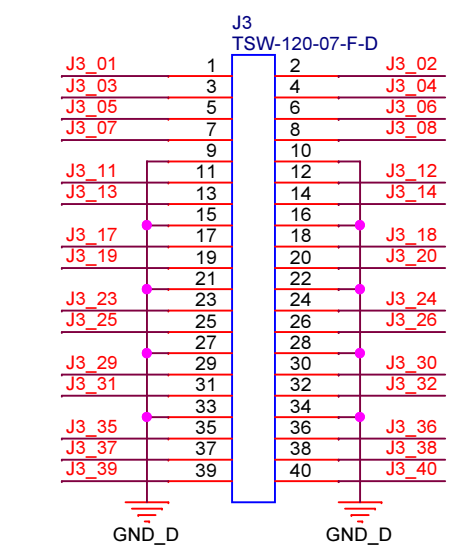 J3
TSW-120-07-F-D
J3_01 1 2 J3_02
J3_03 3 4 J3_04
J3_05 5 6 J3_06
J3_07 7 8 J3_08
9 10
J3_11 11 12 J3_12
J3_13 13 14 J3_14
15 16
J3_17 17 18 J3_18
J3_19 19 20 J3_20
21 22
J3_23 23 24 J3_24
J3_25 25 26 J3_26
27 28
J3_29 29 30 J3_30
J3_31 31 32 J3_32
33 34
J3_35 35 36 J3_36
J3_37 37 38 J3_38
J3_39 39 40 J3_40
GND_D GND_D